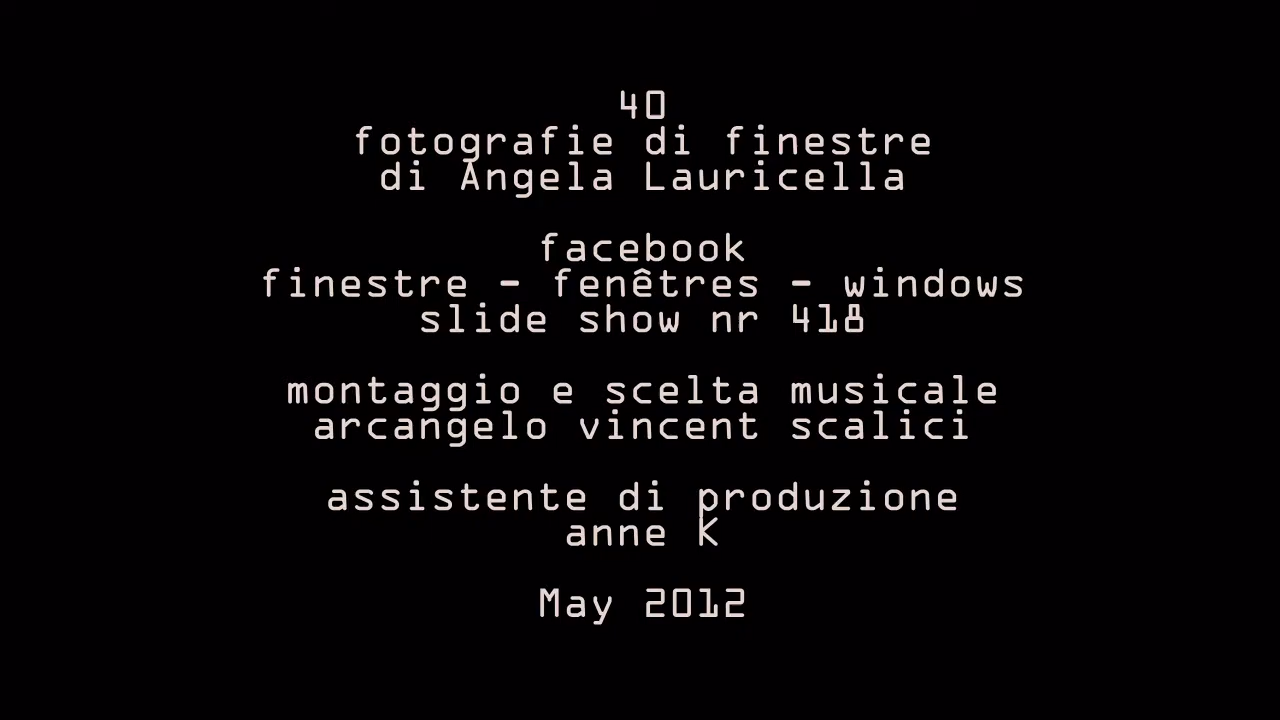 40
fotografie di finestre
di Angela Lauricella
facebook
finestre - fenêtres - windows
slide show nr 418
montaggio e scelta musicale
arcangelo vincent scalici
assistente di produzione
anne K
May 2012